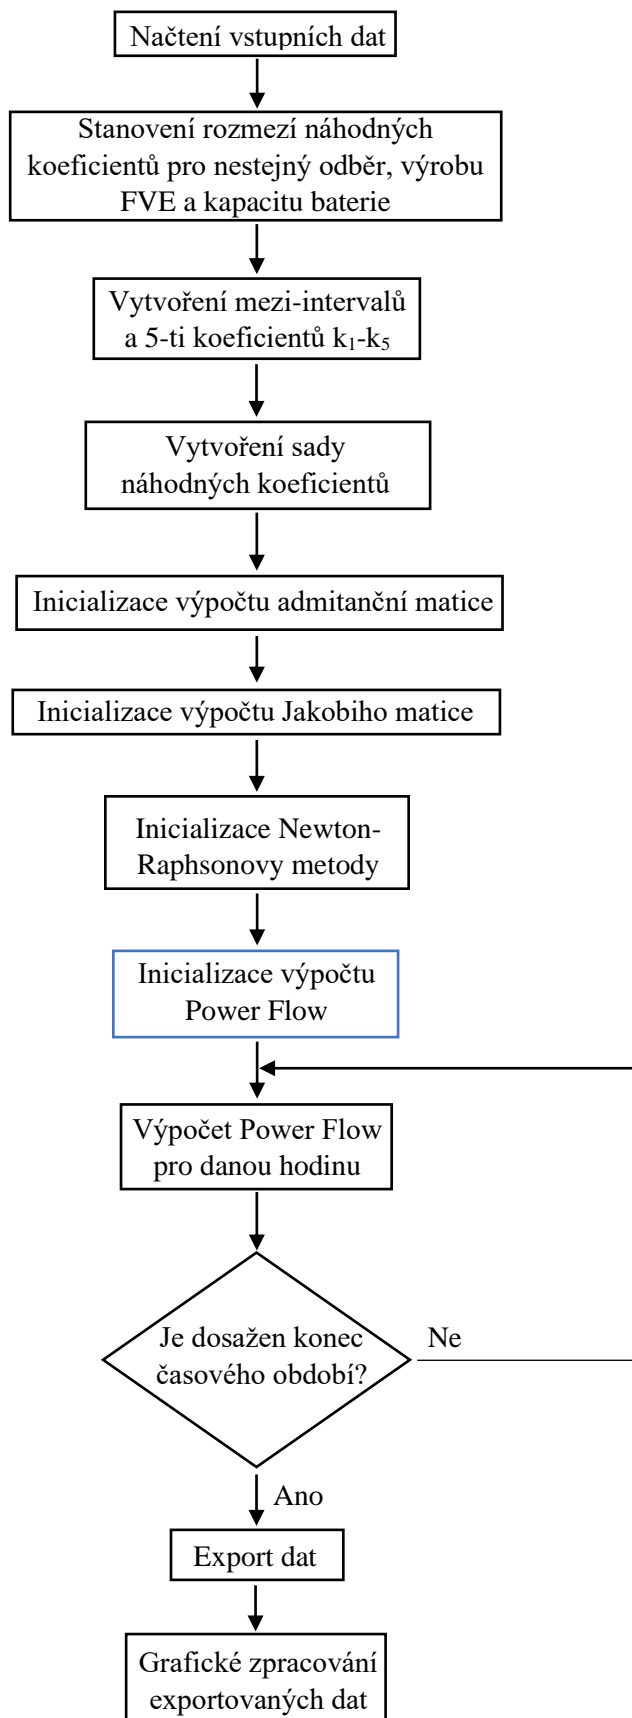 Načtení vstupních dat
Stanovení rozmezí náhodných
koeficientů pro nestejný odběr, výrobu
FVE a kapacitu baterie
Vytvoření mezi-intervalů
a 5-ti koeficientů k₁-k₅
Vytvoření sady
náhodných koeficientů
Inicializace výpočtu admitanční matice
Inicializace výpočtu Jakobiho matice
Inicializace Newton-
Raphsonovy metody
Inicializace výpočtu
Power Flow
Výpočet Power Flow
pro danou hodinu
Je dosažen konec
časového období?
Ne
Ano
Export dat
Grafické zpracování
exportovaných dat